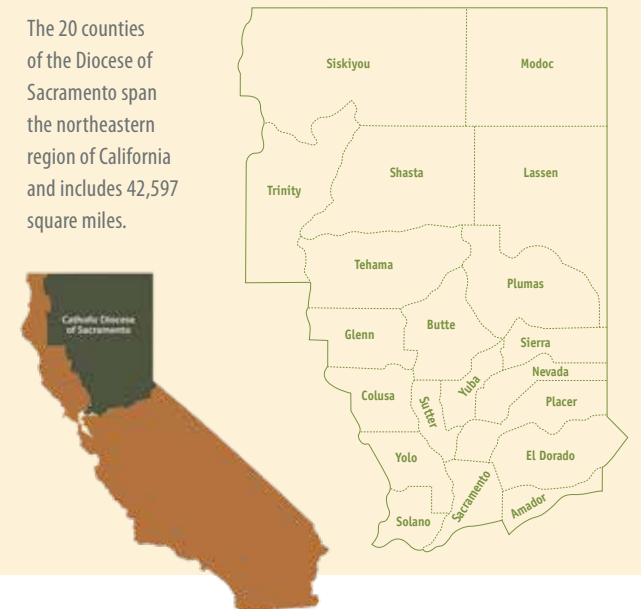 The 20 counties
of the Diocese of
Sacramento span
the northeastern
region of California
and includes 42,597
square miles.
Catholic Diocese
of Sacramento
Siskiyou
Modoc
Trinity
Shasta
Lassen
Tehama
Plumas
Glenn
Butte
Sierra
Nevada
Colusa
Sutter
Yuba
Placer
Yolo
El Dorado
Solano
Sacramento
Amador